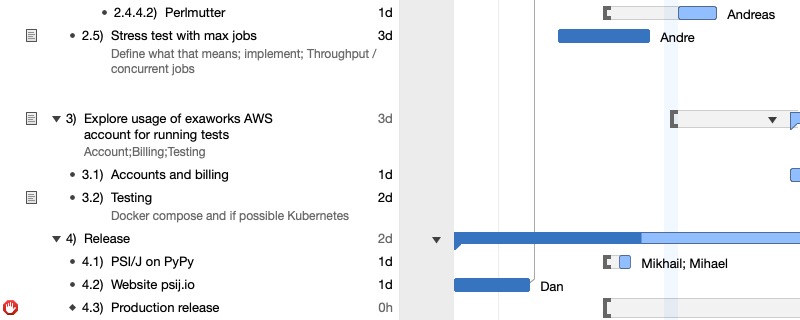 2.4.4.2) Perlmutter 1d Andreas
2.5) Stress test with max jobs 3d Andre
Define what that means; implement; Throughput /
concurrent jobs
3) Explore usage of exaworks AWS 3d
account for running tests
Account;Billing;Testing
3.1) Accounts and billing 1d
3.2) Testing 2d
Docker compose and if possible Kubernetes
4) Release 2d
4.1) PSI/J on PyPy 1d Mikhail; Mihael
4.2) Website psij.io 1d Dan
4.3) Production release 0h